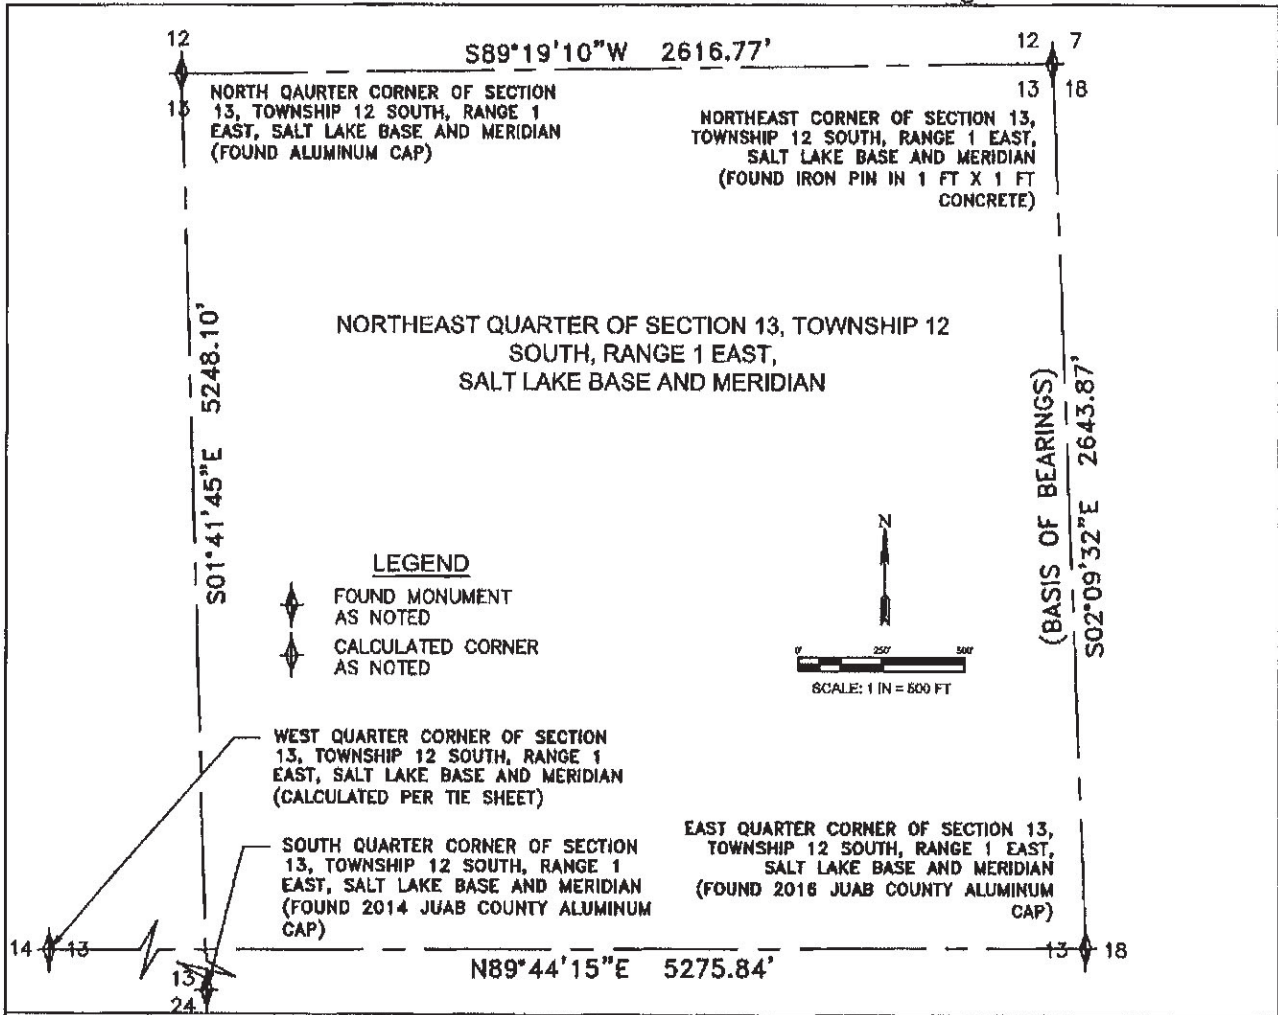 12
S89°19'10"W 2616.77'
12 7
13
13 18
NORTH QAURTER CORNER OF SECTION
13, TOWNSHIP 12 SOUTH, RANGE 1
EAST, SALT LAKE BASE AND MERIDIAN
(FOUND ALUMINUM CAP)
NORTHEAST CORNER OF SECTION 13,
TOWNSHIP 12 SOUTH, RANGE 1 EAST,
SALT LAKE BASE AND MERIDIAN
(FOUND IRON PIN IN 1 FT X 1 FT
CONCRETE)
NORTHEAST QUARTER OF SECTION 13, TOWNSHIP 12
SOUTH, RANGE 1 EAST,
SALT LAKE BASE AND MERIDIAN
S01°41'45"E 5248.10'
(BASIS OF BEARINGS)
S02°09'32"E 2643.87'
LEGEND
FOUND MONUMENT
AS NOTED
CALCULATED CORNER
AS NOTED
N
0' 250' 500'
SCALE: 1 IN = 500 FT
WEST QUARTER CORNER OF SECTION
13, TOWNSHIP 12 SOUTH, RANGE 1
EAST, SALT LAKE BASE AND MERIDIAN
(CALCULATED PER TIE SHEET)
SOUTH QUARTER CORNER OF SECTION
13, TOWNSHIP 12 SOUTH, RANGE 1
EAST, SALT LAKE BASE AND MERIDIAN
(FOUND 2014 JUAB COUNTY ALUMINUM
CAP)
EAST QUARTER CORNER OF SECTION 13,
TOWNSHIP 12 SOUTH, RANGE 1 EAST,
SALT LAKE BASE AND MERIDIAN
(FOUND 2016 JUAB COUNTY ALUMINUM
CAP)
14 13
13 18
N89°44'15"E 5275.84'
13
24